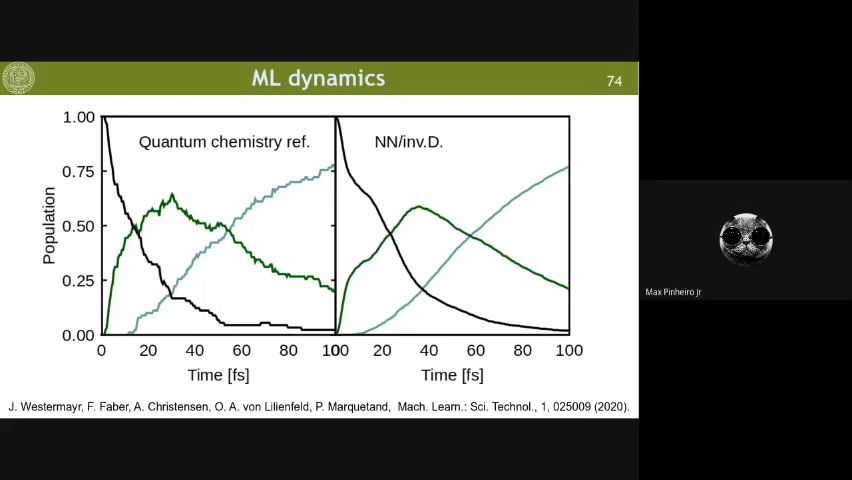 ML dynamics
74
Quantum chemistry ref.
NN/inv.D.
1.00
0.75
0.50
0.25
0.00
Population
0 20 40 60 80 100
0 20 40 60 80 100
Time [fs]
Time [fs]
J. Westermayr, F. Faber, A. Christensen, O. A. von Lilienfeld, P. Marquetand, Mach. Learn.: Sci. Technol., 1, 025009 (2020).
Max Pinheiro Jr